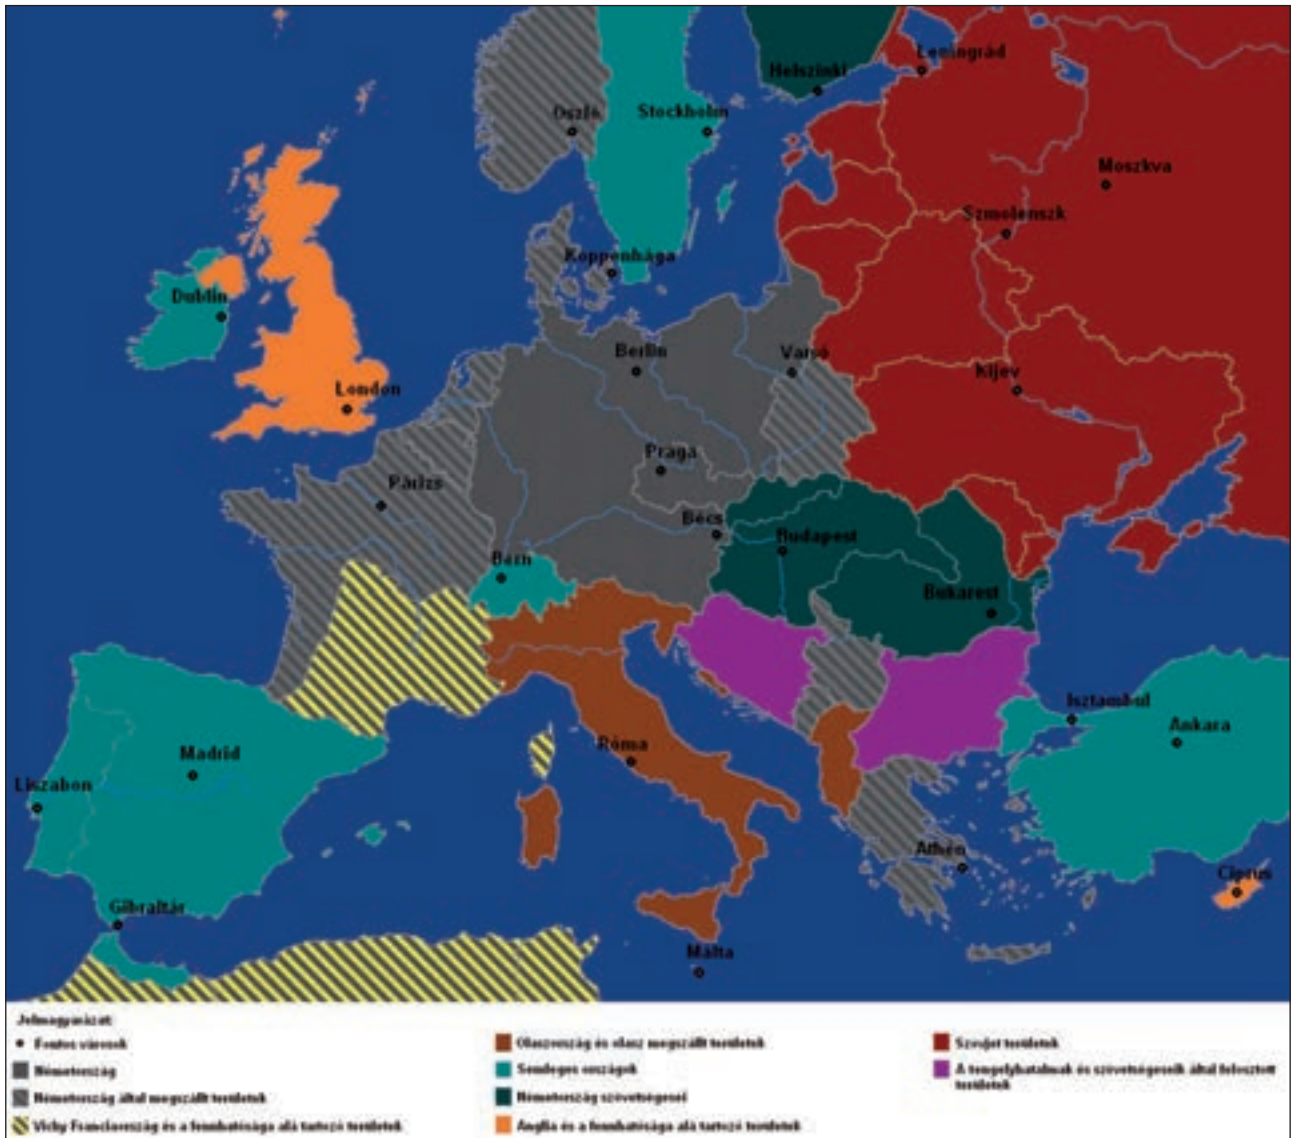 Helszinki
Leningrád
Oszló
Stockholm
Moszkva
Szmolenszk
Koppenhága
Dublin
Berlin
Varsó
London
Kijev
Prága
Párizs
Bécs
Budapest
Bern
Bukarest
Isztambul
Ankara
Róma
Madrid
Liszabon
Athén
Ciprus
Gibraltár
Málta
Jelmagyarázat:
Fontos városok
Németország
Németország által megszállt területek
Vichy Franciaország és a fennhatósága alá tartozó területek
Olaszország és olasz megszállt területek
Semleges országok
Németország szövetségesei
Anglia és a fennhatósága alá tartozó területek
Szovjet területek
A tengelyhatalmak és szövetségeseik által felosztott
területek